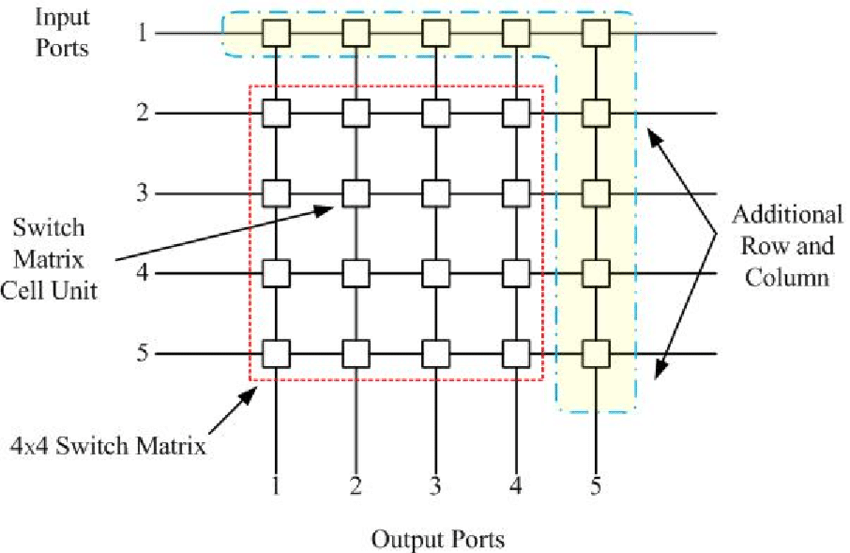 Input
Ports
1
2
3
4
5
Switch
Matrix
Cell Unit
Additional
Row and
Column
4x4 Switch Matrix
1 2 3 4 5
Output Ports